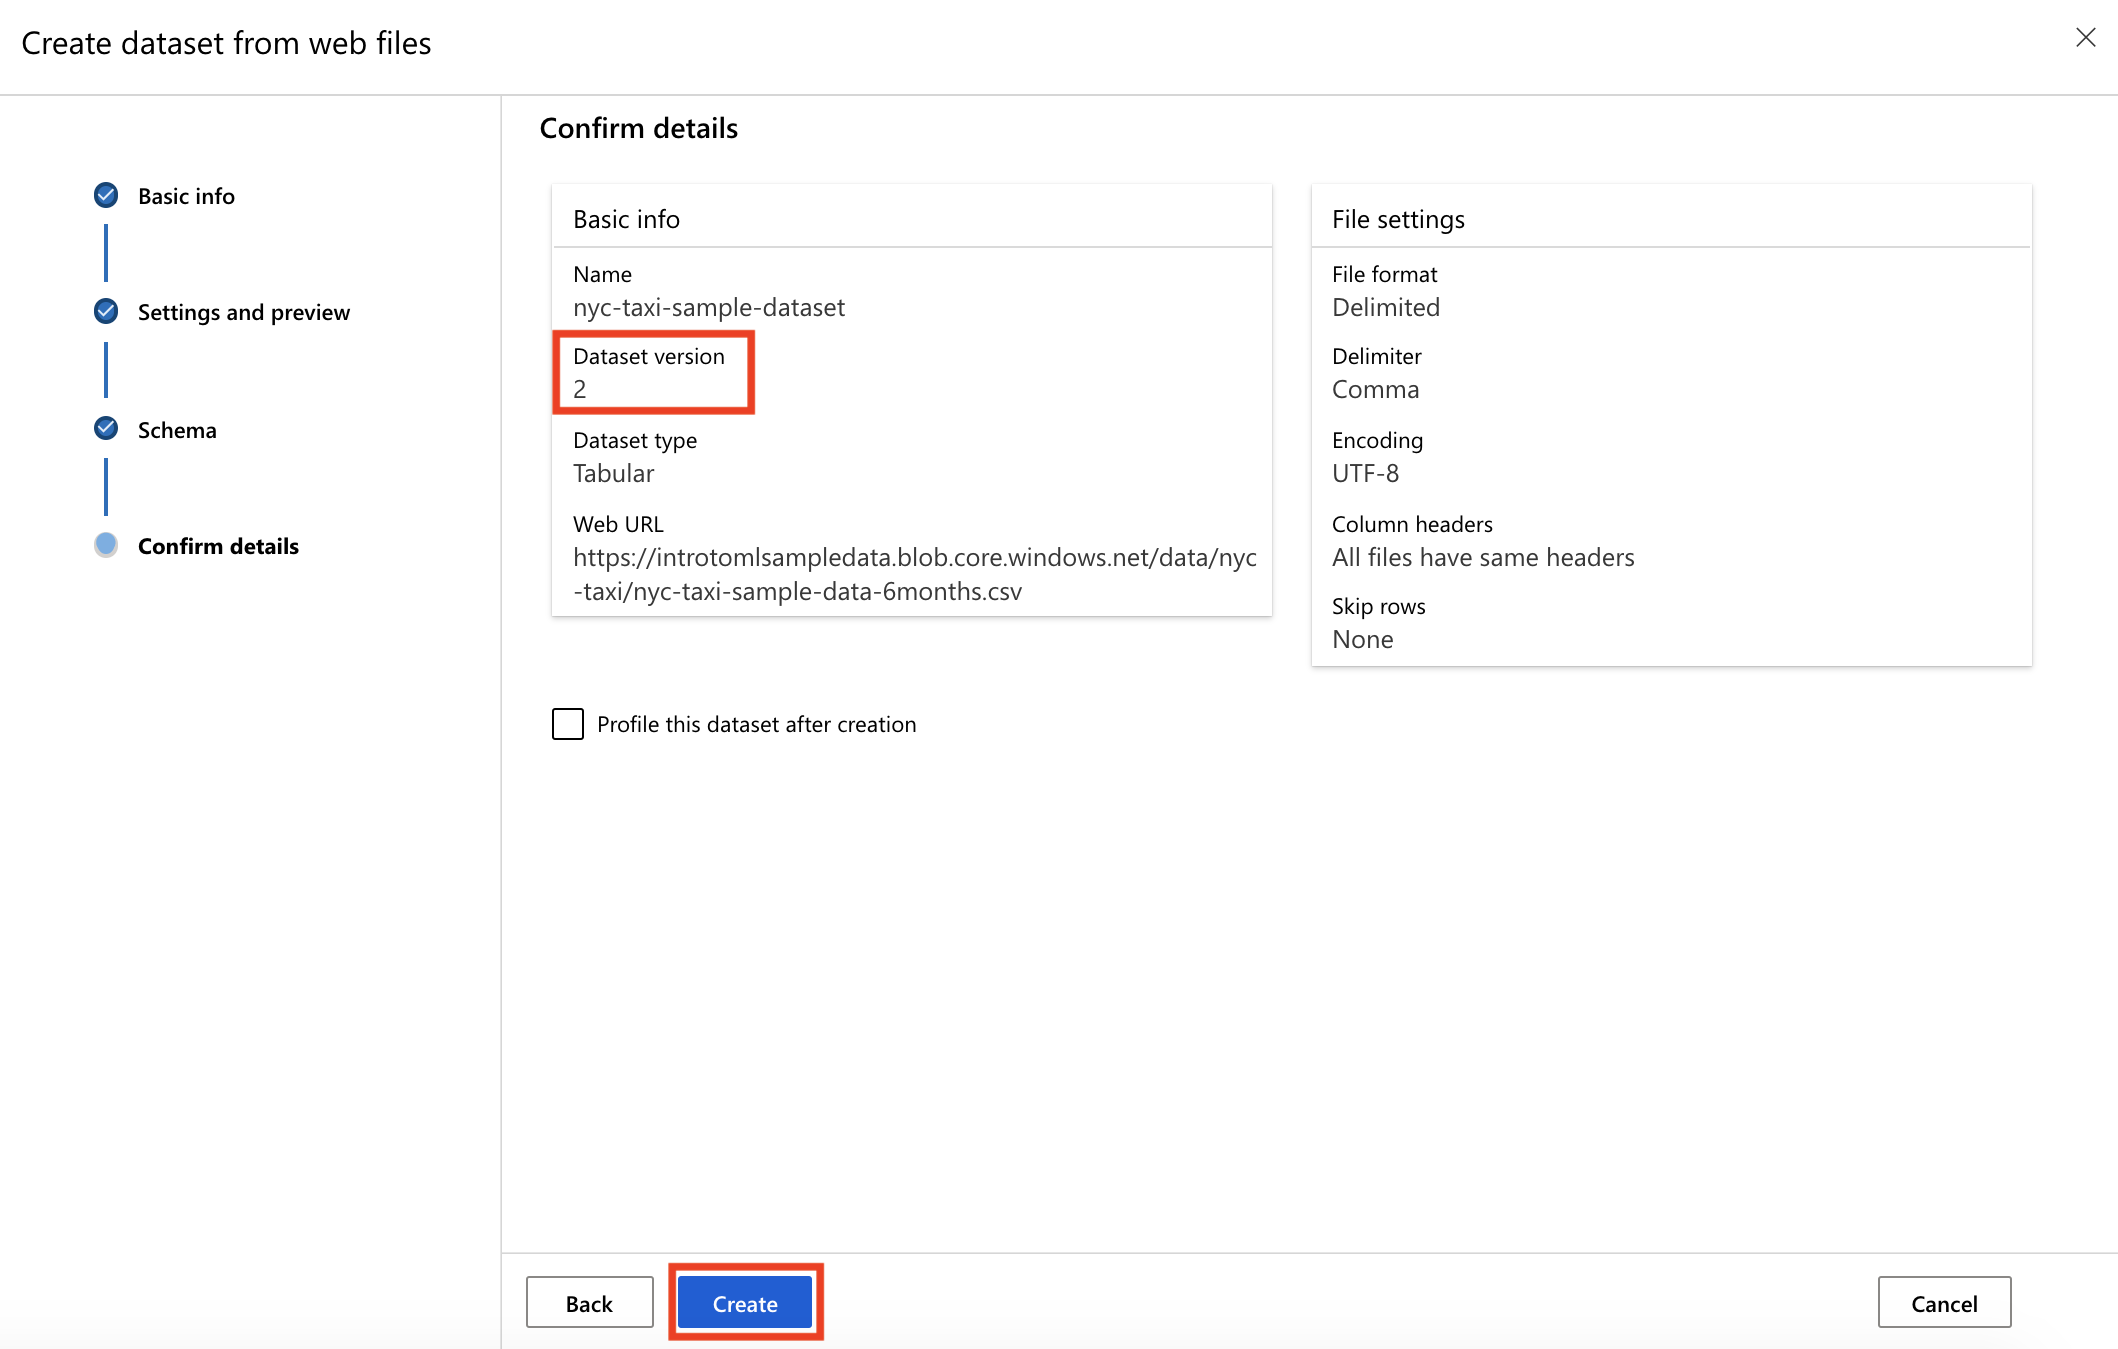 Create dataset from web files
Basic info
Settings and preview
Schema
Confirm details
Confirm details
Basic info
Name
nyc-taxi-sample-dataset
Dataset version
2
Dataset type
Tabular
Web URL
https://introtomlsampledata.blob.core.windows.net/data/nyc
-taxi/nyc-taxi-sample-data-6months.csv
File settings
File format
Delimited
Delimiter
Comma
Encoding
UTF-8
Column headers
All files have same headers
Skip rows
None
Profile this dataset after creation
Back
Create
Cancel